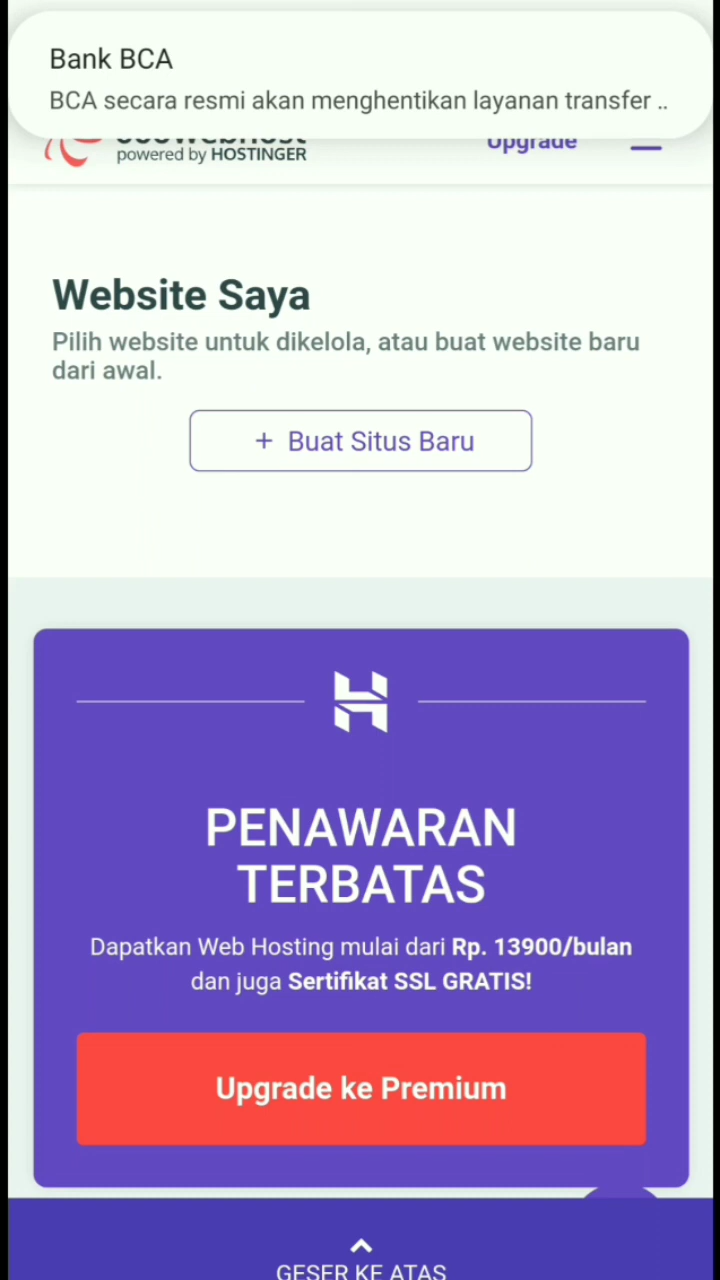 Bank BCA
BCA secara resmi akan menghentikan layanan transfer ..
powered by HOSTINGER
Upgrade
Website Saya
Pilih website untuk dikelola, atau buat website baru
dari awal.
+ Buat Situs Baru
PENAWARAN
TERBATAS
Dapatkan Web Hosting mulai dari Rp. 13900/bulan
dan juga Sertifikat SSL GRATIS!
Upgrade ke Premium
GESER KE ATAS